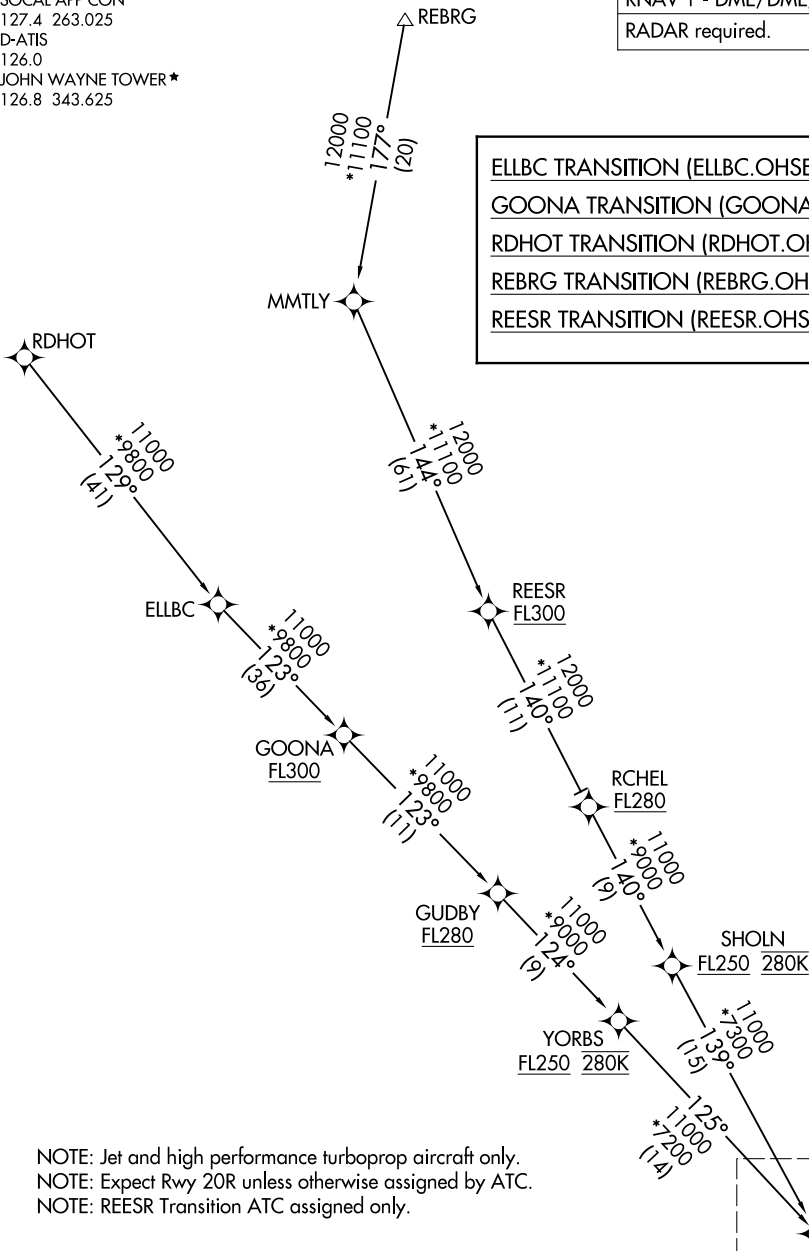 SOCAL APP CON
127.4 263.025
D-ATIS
126.0
JOHN WAYNE TOWER★
126.8 343.625
RNAV 1 - DME/DME/
RADAR required.
REBRG
12000
*11100
177°
(20)
ELLBC TRANSITION (ELLBC.OHSE
GOONA TRANSITION (GOONA
RDHOT TRANSITION (RDHOT.OH
REBRG TRANSITION (REBRG.OH
REESR TRANSITION (REESR.OHS
MMTLY
RDHOT
12000
*11100
144°
(61)
11000
*9800
129°
(41)
REESR
FL300
ELLBC
11000
*9800
123°
(36)
12000
*11100
140°
(11)
GOONA
FL300
RCHEL
FL280
11000
*9800
123°
(11)
11000
*9000
140°
(9)
GUDBY
FL280
11000
*9000
124°
(9)
SHOLN
FL250 280K
YORBS
FL250 280K
11000
*7300
139°
(15)
125°
11000
*7200
(14)
NOTE: Jet and high performance turboprop aircraft only.
NOTE: Expect Rwy 20R unless otherwise assigned by ATC.
NOTE: REESR Transition ATC assigned only.